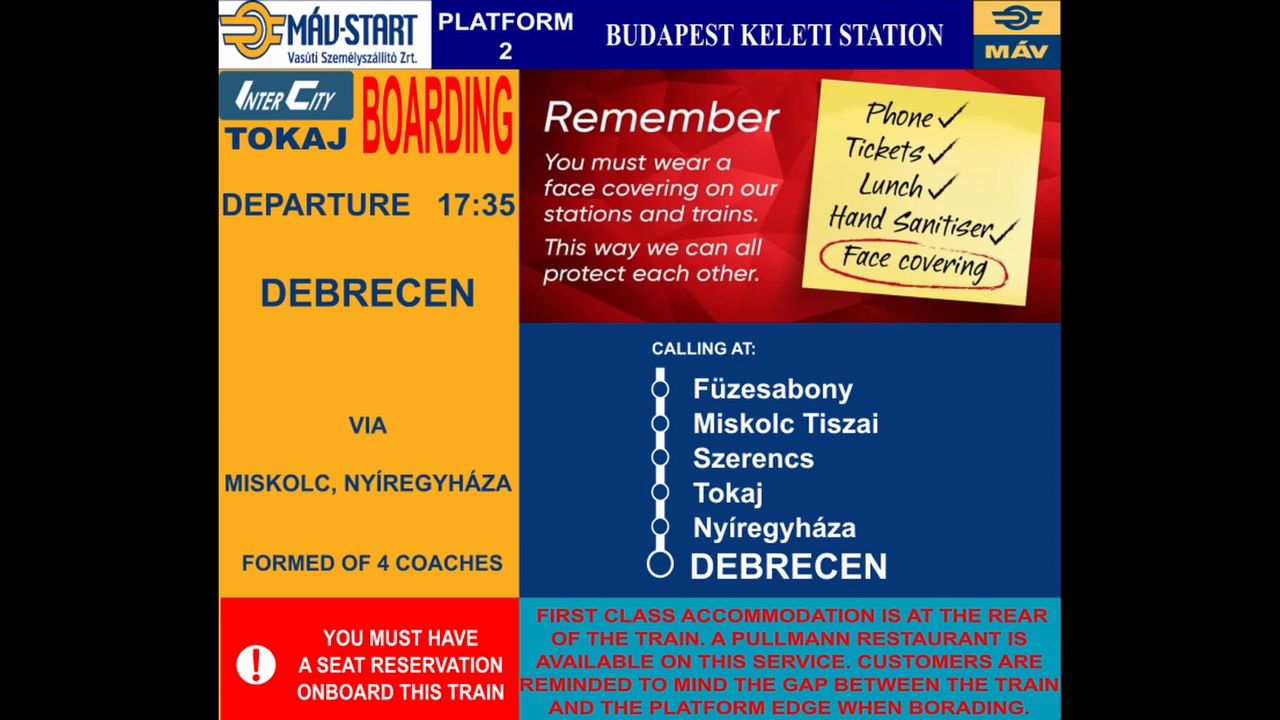 MÁV-START
Vasúti Személyszállító Zrt.
PLATFORM
2
BUDAPEST KELETI STATION
MÁV
INTERCITY
TOKAJ
BOARDING
DEPARTURE 17:35
DEBRECEN
VIA
MISKOLC, NYÍREGYHÁZA
FORMED OF 4 COACHES
Remember
You must wear a
face covering on our
stations and trains.
This way we can all
protect each other.
Phone
Tickets
Lunch
Hand Sanitiser
Face covering
CALLING AT:
Füzesabony
Miskolc Tiszai
Szerencs
Tokaj
Nyíregyháza
DEBRECEN
!
YOU MUST HAVE
A SEAT RESERVATION
ONBOARD THIS TRAIN
FIRST CLASS ACCOMMODATION IS AT THE REAR
OF THE TRAIN. A PULLMANN RESTAURANT IS
AVAILABLE ON THIS SERVICE. CUSTOMERS ARE
REMINDED TO MIND THE GAP BETWEEN THE TRAIN
AND THE PLATFORM EDGE WHEN BORADING.